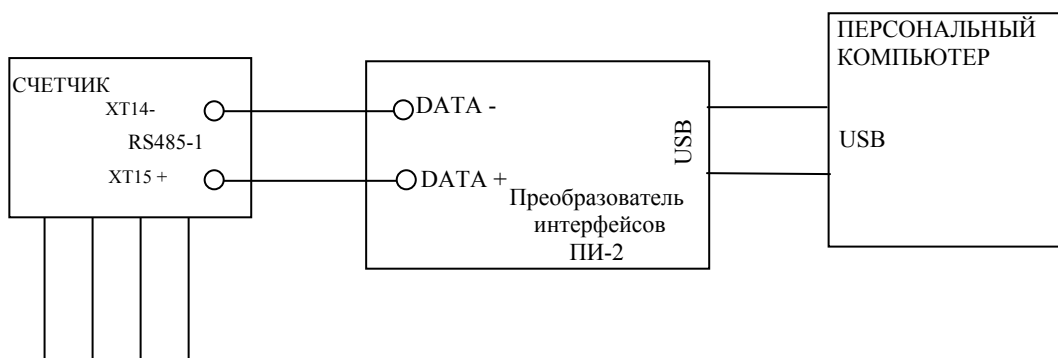 СЧЕТЧИК
XT14-
RS485-1
XT15 +
DATA -
DATA +
USB
Преобразователь
интерфейсов
ПИ-2
ПЕРСОНАЛЬНЫЙ
КОМПЬЮТЕР
USB